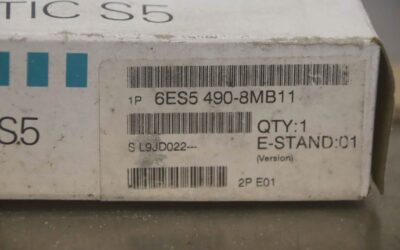 TIC S5
S5
1P 6ES5 490-8MB11
QTY:1
S L9JD022---
E-STAND:01
(Version)
2P E01